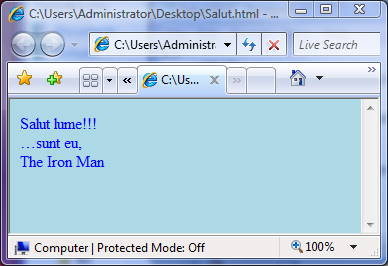 C:\Users\Administrator\Desktop\Salut.html - ...
C:\Users\Administra
Live Search
C:\Us...
Salut lume!!!
…sunt eu,
The Iron Man
Computer | Protected Mode: Off
100%